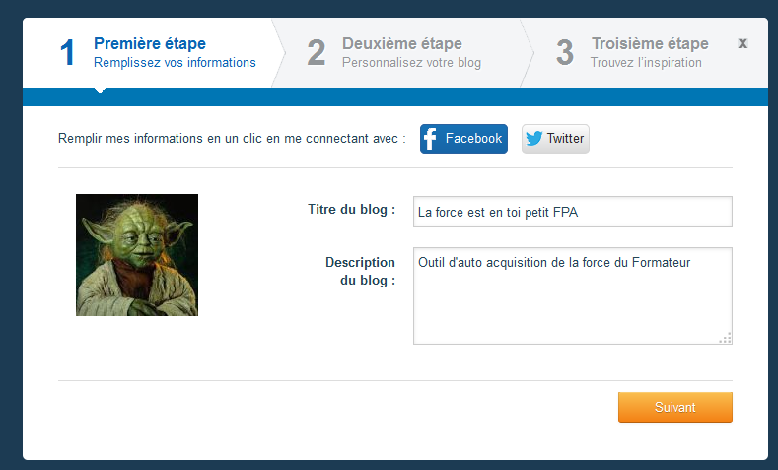 1 Première étape
Remplissez vos informations
2 Deuxième étape
Personnalisez votre blog
3 Troisième étape
Trouvez l'inspiration
x
Remplir mes informations en un clic en me connectant avec :
f Facebook
Twitter
Titre du blog :
La force est en toi petit FPA
Description
du blog :
Outil d'auto acquisition de la force du Formateur
Suivant